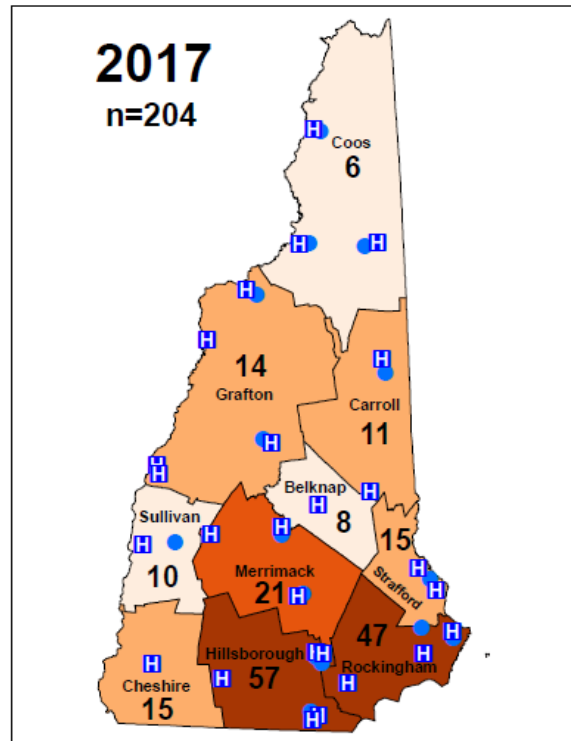 2017
n=204
H
Coos
6
H
H
H
H
14
Grafton
H
Carroll
11
H
H
H
H
Belknap
8
H
Sullivan
10
H
H
H
15
Strafford
H
H
Merrimack
21
H
47
Rockingham
H
H
H
Hillsborough
57
H
H
H
H
H
H
Cheshire
15